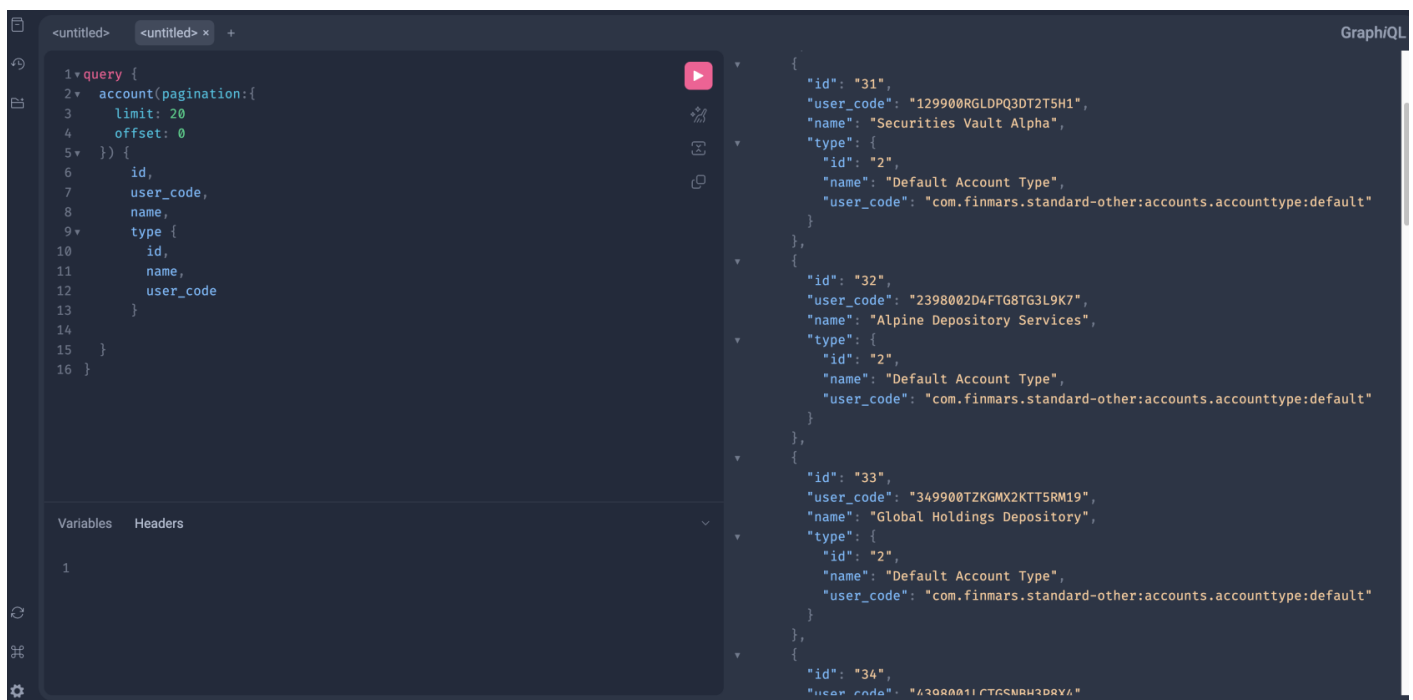 <untitled>
<untitled> ×
+
GraphiQL
1 query {
2 account(pagination:{
3 limit: 20
4 offset: 0
5 }) {
6 id,
7 user_code,
8 name,
9 type {
10 id,
11 name,
12 user_code
13 }
14
15 }
16 }
Variables Headers
1
{
"id": "31",
"user_code": "129900RGLDPQ3DT2T5H1",
"name": "Securities Vault Alpha",
"type": {
"id": "2",
"name": "Default Account Type",
"user_code": "com.finmars.standard-other:accounts.accounttype:default"
}
},
{
"id": "32",
"user_code": "2398002D4FTG8TG3L9K7",
"name": "Alpine Depository Services",
"type": {
"id": "2",
"name": "Default Account Type",
"user_code": "com.finmars.standard-other:accounts.accounttype:default"
}
},
{
"id": "33",
"user_code": "349900TZKGMX2KTT5RM19",
"name": "Global Holdings Depository",
"type": {
"id": "2",
"name": "Default Account Type",
"user_code": "com.finmars.standard-other:accounts.accounttype:default"
}
},
{
"id": "34",
"user_code": "4398001LCTGSNBH3P8X4"